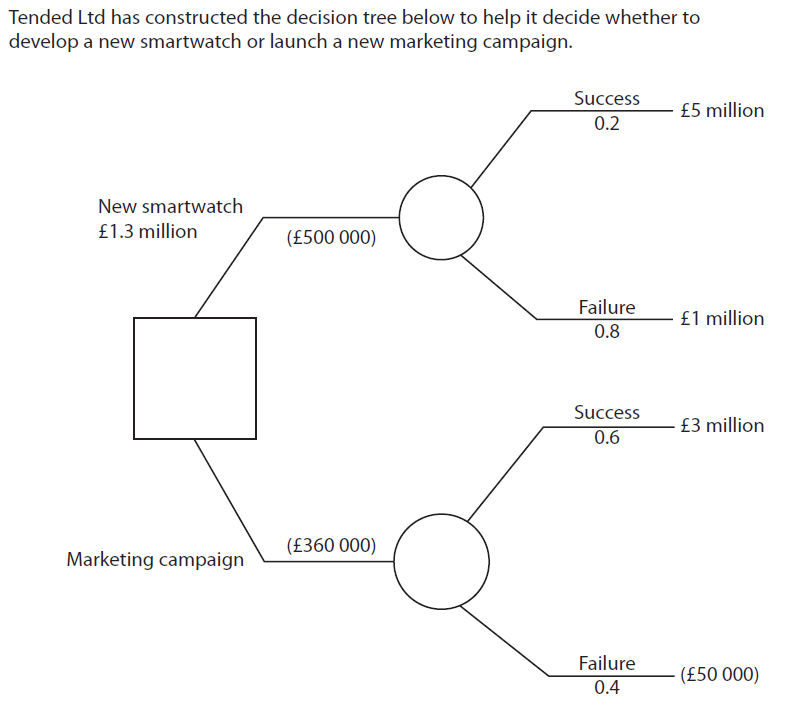 Tended Ltd has constructed the decision tree below to help it decide whether to
develop a new smartwatch or launch a new marketing campaign.
Success
0.2
£5 million
New smartwatch
£1.3 million
(£500 000)
Failure
0.8
£1 million
Success
0.6
£3 million
(£360 000)
Marketing campaign
Failure
0.4
(£50 000)